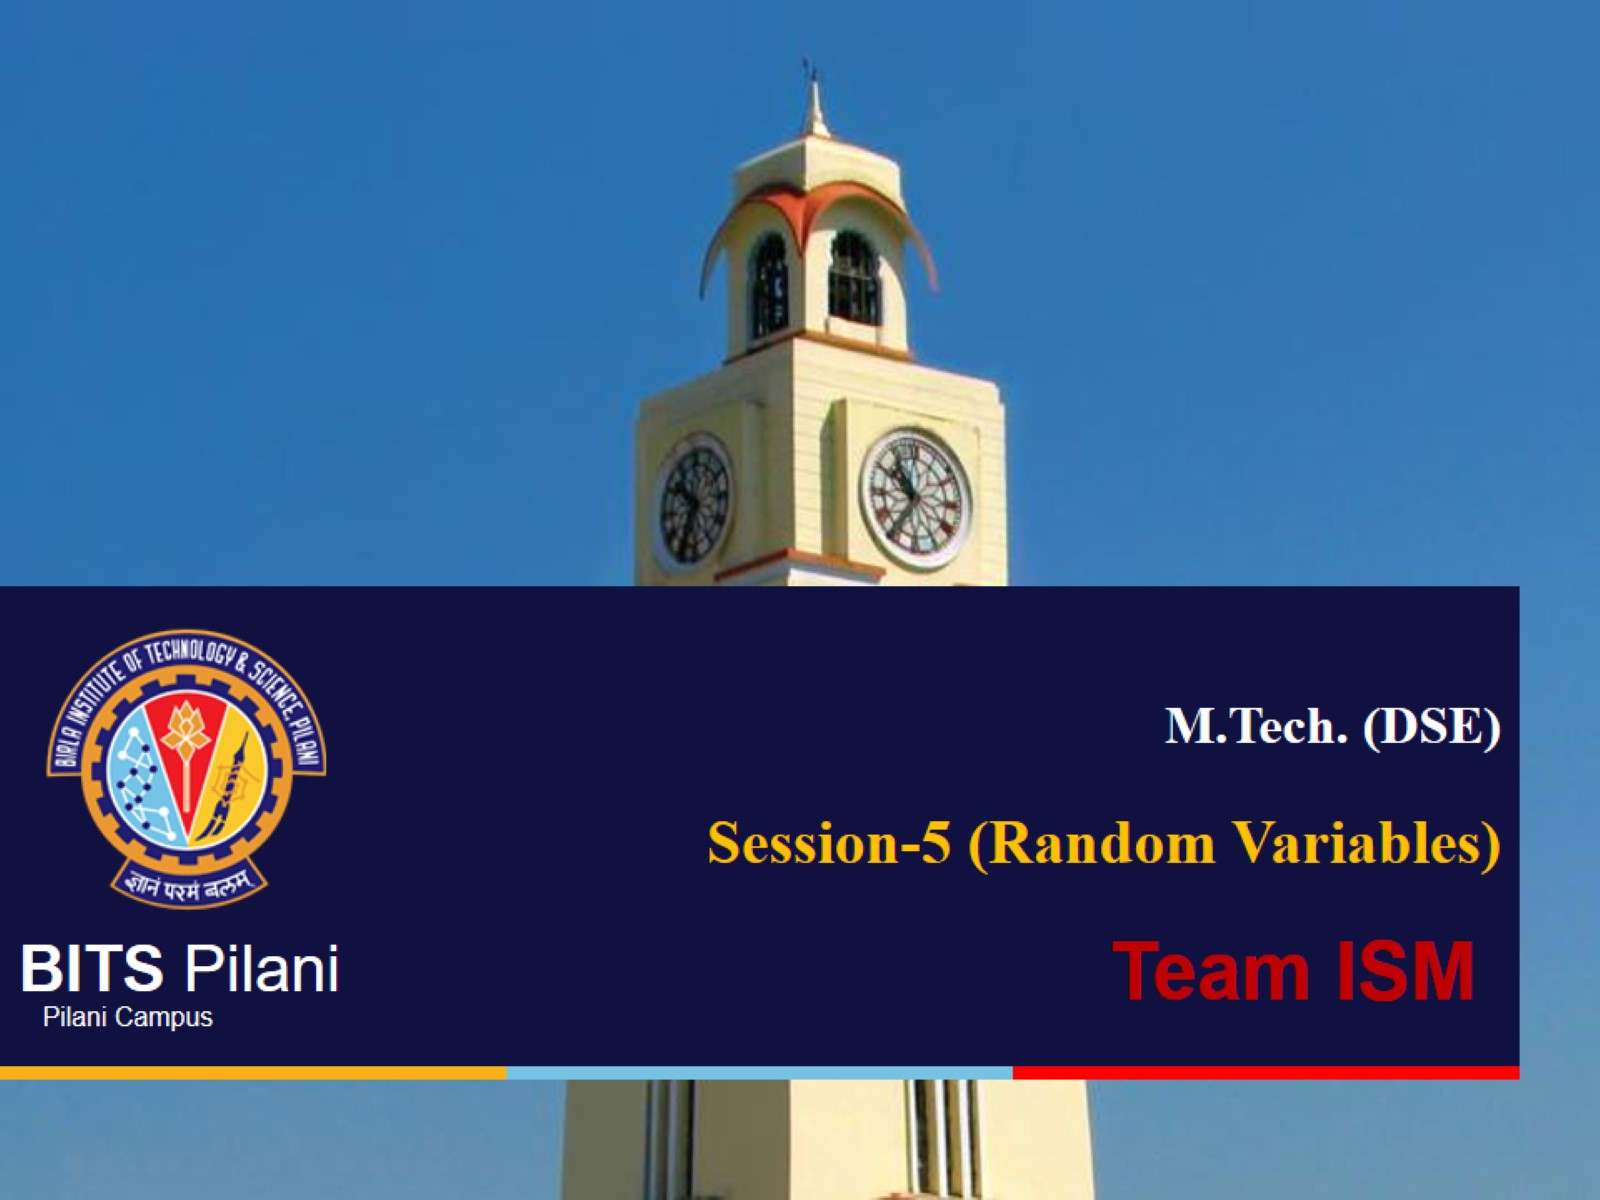 BIRLA INSTITUTE OF TECHNOLOGY & SCIENCE, PILANI
ज्ञानं परमं बलम्
BITS Pilani
Pilani Campus
M.Tech. (DSE)
Session-5 (Random Variables)
Team ISM